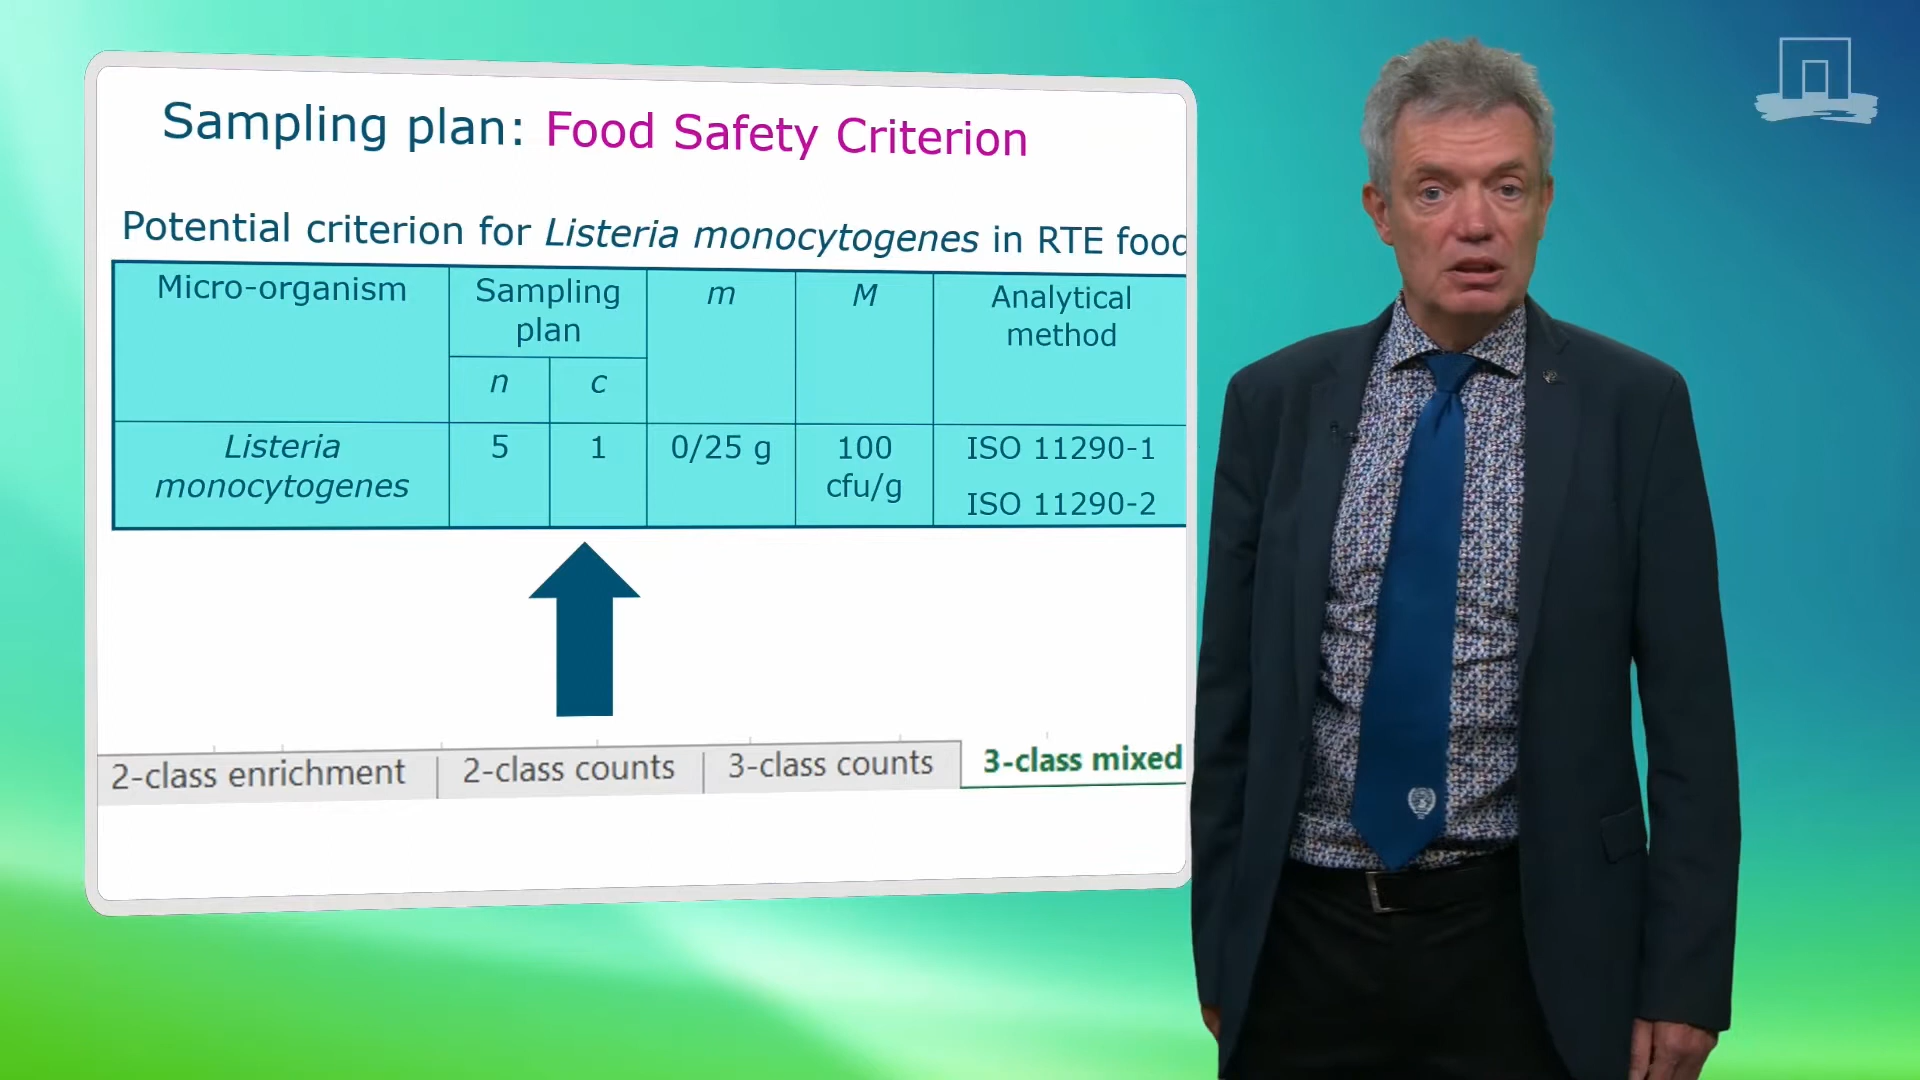 Sampling plan: Food Safety Criterion
Potential criterion for Listeria monocytogenes in RTE food
Micro-organism
Sampling
plan
m
M
Analytical
method
n
c
Listeria
monocytogenes
5
1
0/25 g
100
cfu/g
ISO 11290-1
ISO 11290-2
2-class enrichment
2-class counts
3-class counts
3-class mixed